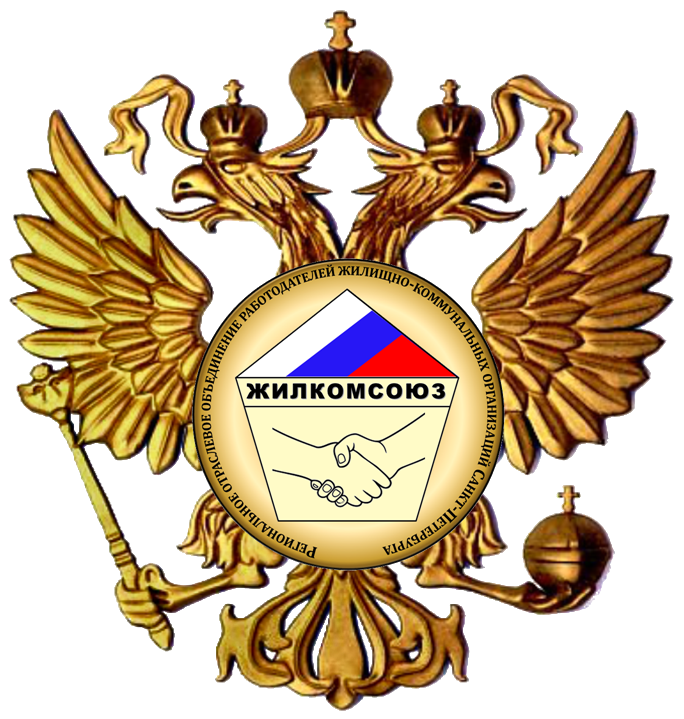 Региональное отраслевое объединение работодателей жилищно-коммунальных организаций Санкт-Петербурга
ЖИЛКОМСОЮЗ